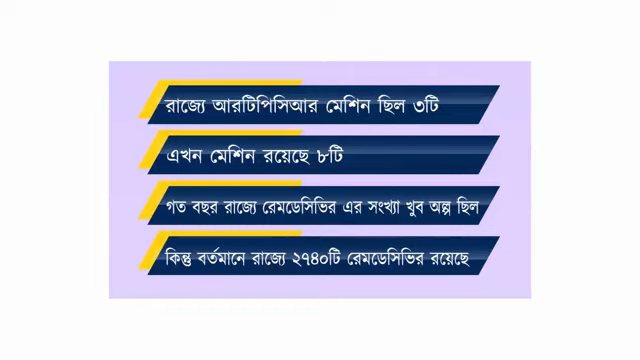 রাজ্যে আরটিপিসিআর মেশিন ছিল ৩টি
এখন মেশিন রয়েছে ৮টি
গত বছর রাজ্যে রেমডেসিভির এর সংখ্যা খুব অল্প ছিল
কিন্তু বর্তমানে রাজ্যে ২৭৪০টি রেমডেসিভির রয়েছে